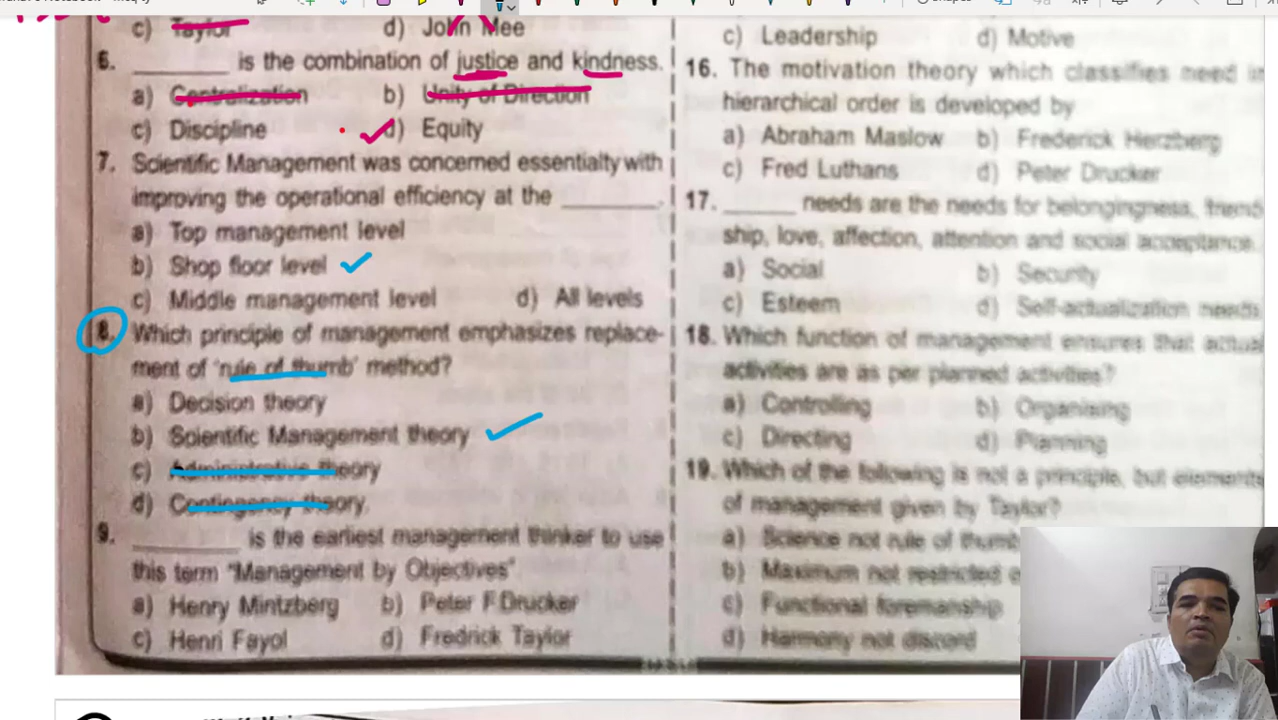 c) Taylor d) John Mee
6. ________ is the combination of justice and kindness.
a) Centralization b) Unity of Direction
c) Discipline d) Equity
7. Scientific Management was concerned essentialty with
improving the operational efficiency at the ________.
a) Top management level
b) Shop floor level
c) Middle management level d) All levels
8. Which principle of management emphasizes replace-
ment of 'rule of thumb' method?
a) Decision theory
b) Scientific Management theory
c) Administrative theory
d) Contingency theory.
9. ________ is the earliest management thinker to use
this term "Management by Objectives".
a) Henry Mintzberg b) Peter F Drucker
c) Henri Fayol d) Fredrick Taylor
c) Leadership d) Motive
16. The motivation theory which classifies need in
hierarchical order is developed by
a) Abraham Maslow b) Frederick Herzberg
c) Fred Luthans d) Peter Drucker
17. ______ needs are the needs for belongingness, friend
ship, love, affection, attention and social acceptance.
a) Social b) Security
c) Esteem d) Self-actualization needs
18. Which function of management ensures that actual
activities are as per planned activities?
a) Controlling b) Organising
c) Directing d) Planning
19. Which of the following is not a principle, but elements
of management given by Taylor?
a) Science not rule of thumb
b) Maximum not restricted
c) Functional foremanship
d) Harmony not discord